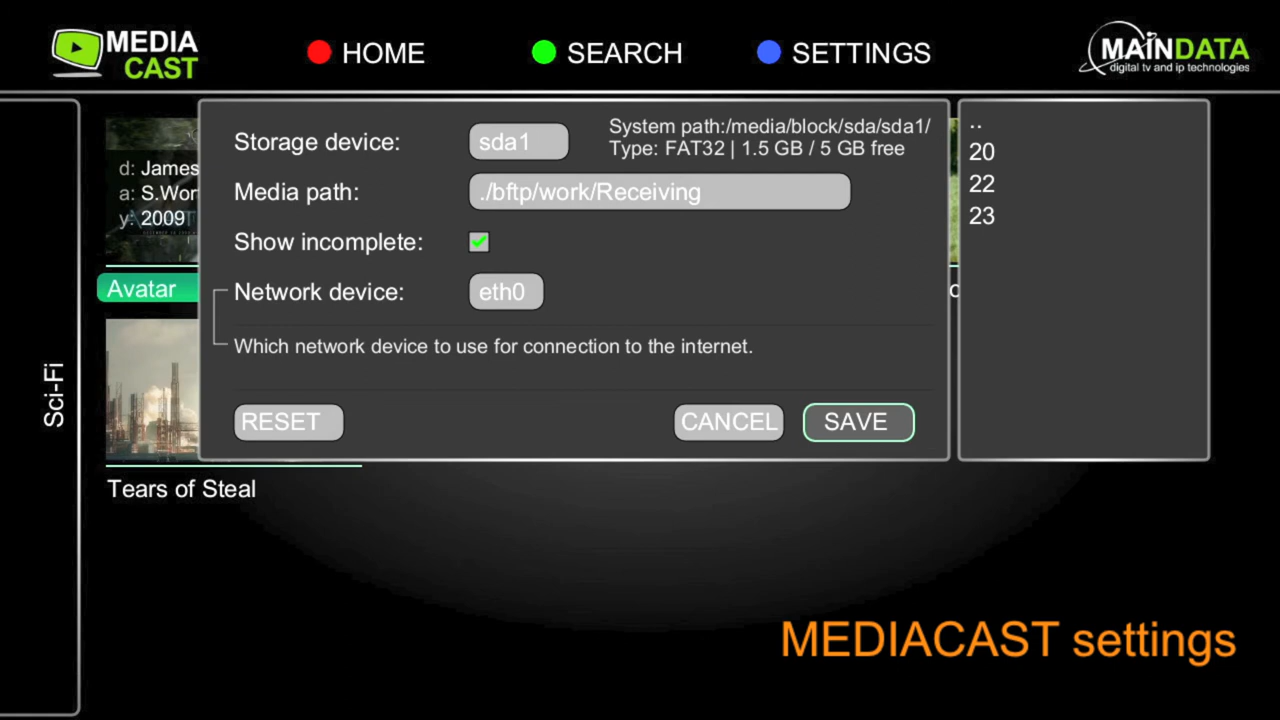 MEDIA
CAST
HOME
SEARCH
SETTINGS
MAINDATA
digital tv and ip technologies
Storage device:
sda1
System path:/media/block/sda/sda1/
Type: FAT32 | 1.5 GB / 5 GB free
Media path:
./bftp/work/Receiving
Show incomplete:
Network device:
eth0
Which network device to use for connection to the internet.
RESET
CANCEL
SAVE
..
20
22
23
d: James
a: S.Wor
y: 2009
Avatar
Sci-Fi
Tears of Steal
MEDIACAST settings